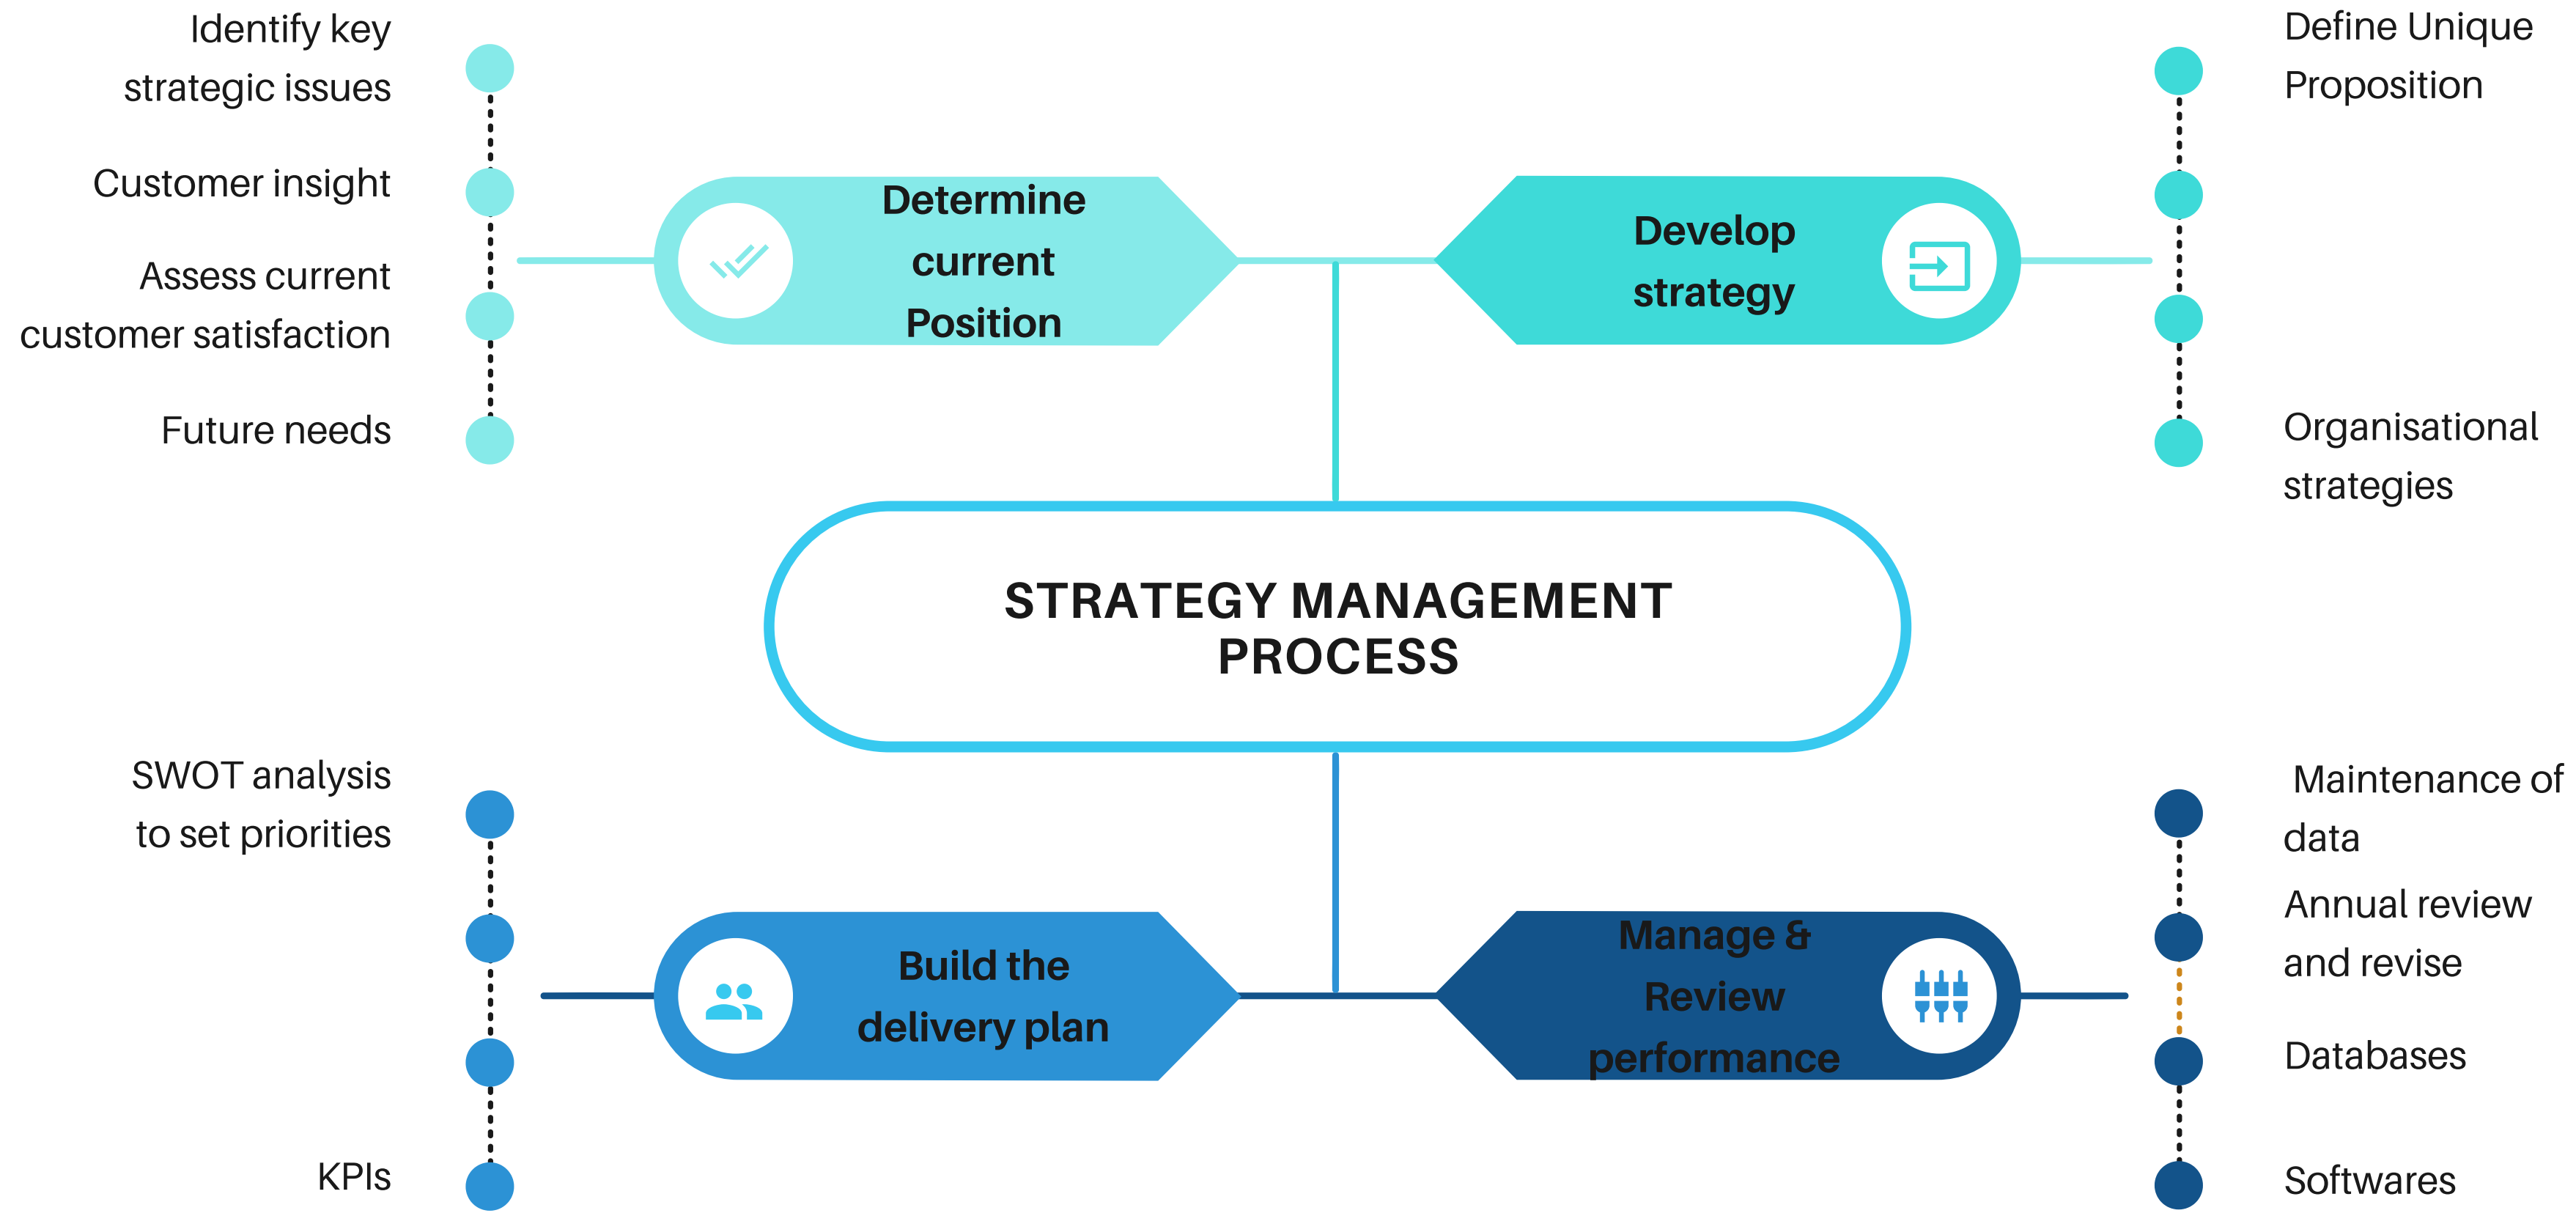 Identify key
strategic issues
Customer insight
Assess current
customer satisfaction
Future needs
Determine
current
Position
Develop
strategy
Define Unique
Proposition
Organisational
strategies
STRATEGY MANAGEMENT
PROCESS
SWOT analysis
to set priorities
KPIs
Build the
delivery plan
Manage &
Review
performance
Maintenance of
data
Annual review
and revise
Databases
Softwares